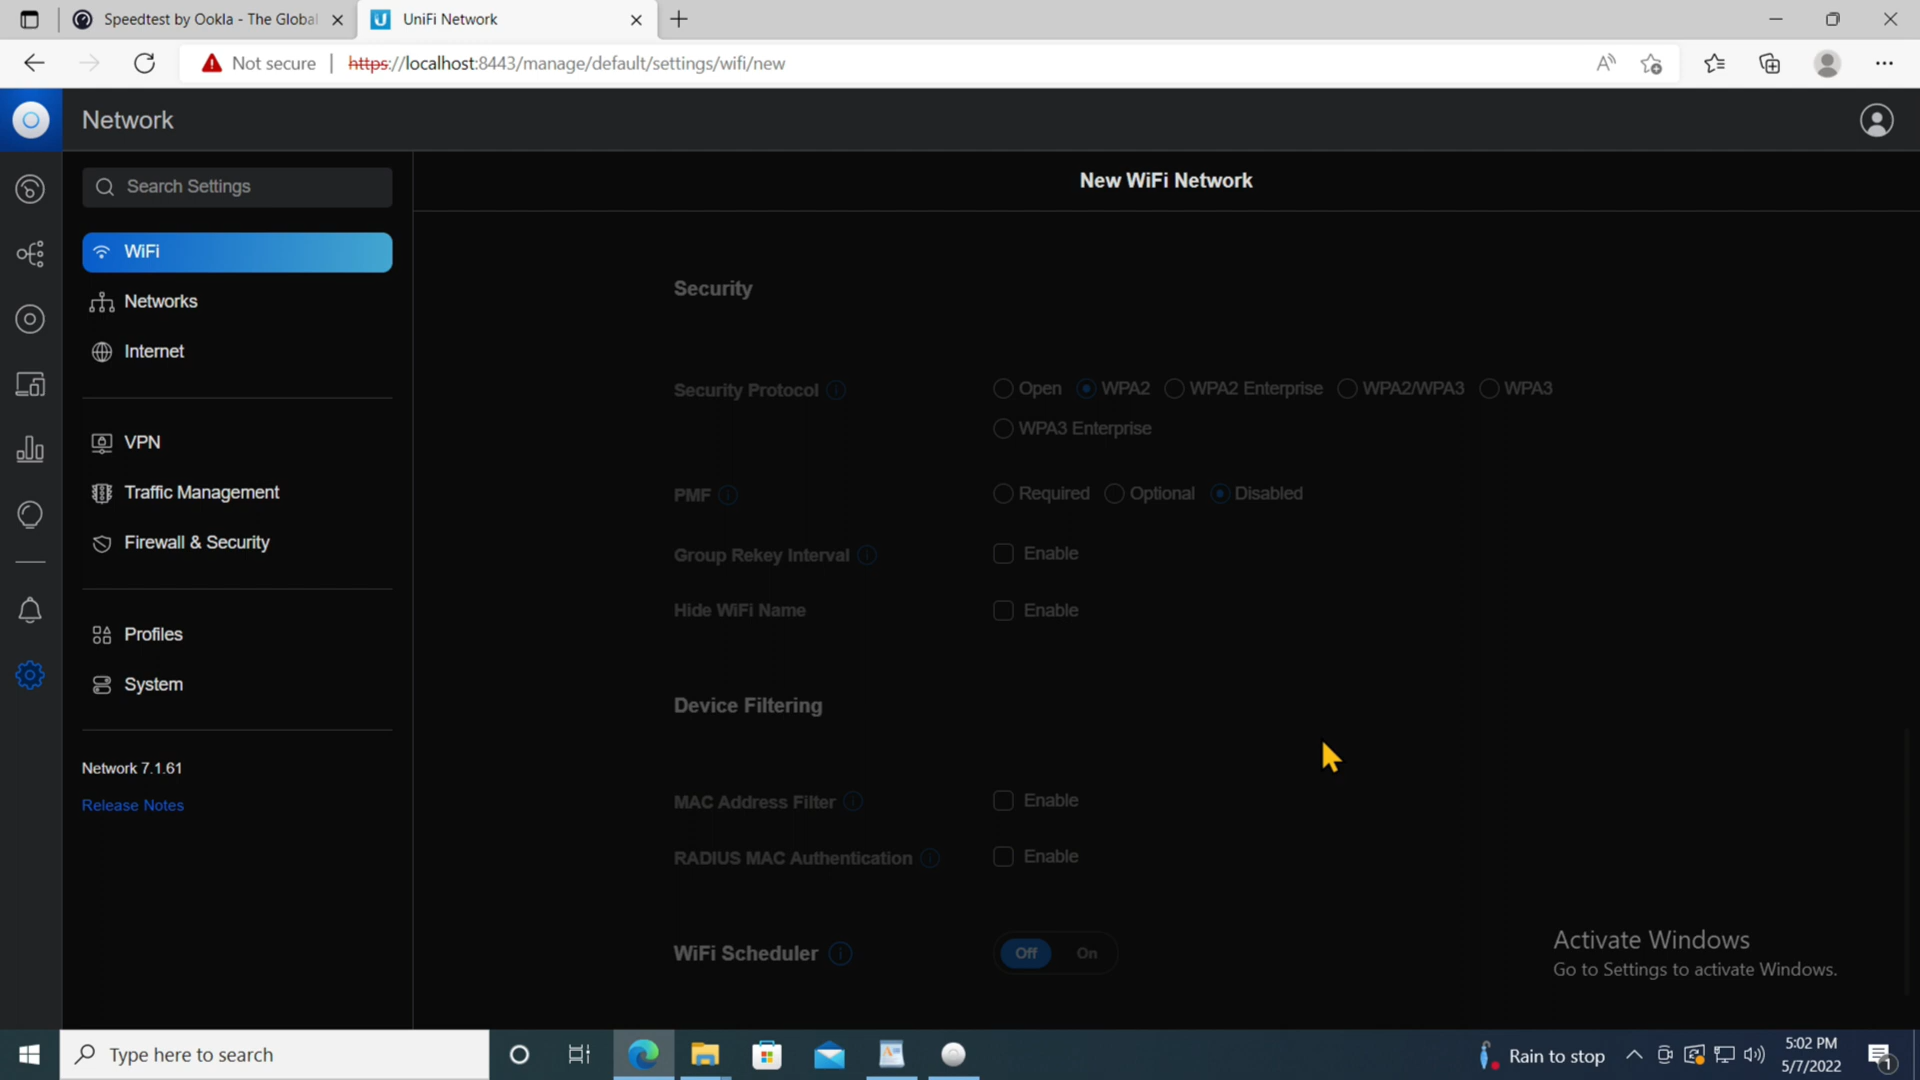 Speedtest by Ookla - The Global
UniFi Network
Not secure
https://localhost:8443/manage/default/settings/wifi/new
Network
Search Settings
New WiFi Network
WiFi
Networks
Internet
VPN
Traffic Management
Firewall & Security
Profiles
System
Network 7.1.61
Release Notes
Security
Security Protocol
Open WPA2 WPA2 Enterprise WPA2/WPA3 WPA3
WPA3 Enterprise
PMF Required Optional Disabled
Group Rekey Interval Enable
Hide WiFi Name Enable
Device Filtering
MAC Address Filter Enable
RADIUS MAC Authentication Enable
WiFi Scheduler Off On
Activate Windows
Go to Settings to activate Windows.
Type here to search
Rain to stop
5:02 PM
5/7/2022
1